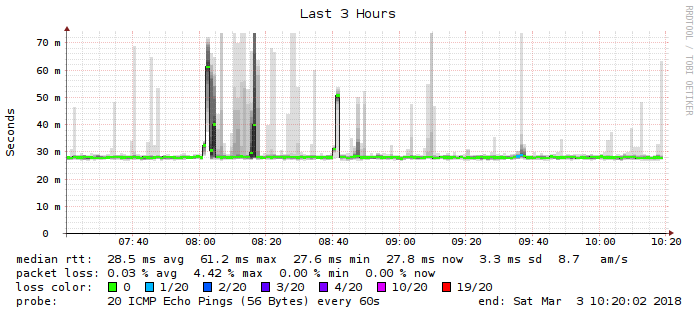 Last 3 Hours
RRDTOOL / TOBI OETIKER
Seconds
70 m
60 m
50 m
40 m
30 m
20 m
10 m
0
07:40 08:00 08:20 08:40 09:00 09:20 09:40 10:00 10:20
median rtt: 28.5 ms avg 61.2 ms max 27.6 ms min 27.8 ms now 3.3 ms sd 8.7 am/s
packet loss: 0.03 % avg 4.42 % max 0.00 % min 0.00 % now
loss color: 0 1/20 2/20 3/20 4/20 10/20 19/20
probe: 20 ICMP Echo Pings (56 Bytes) every 60s end: Sat Mar 3 10:20:02 2018